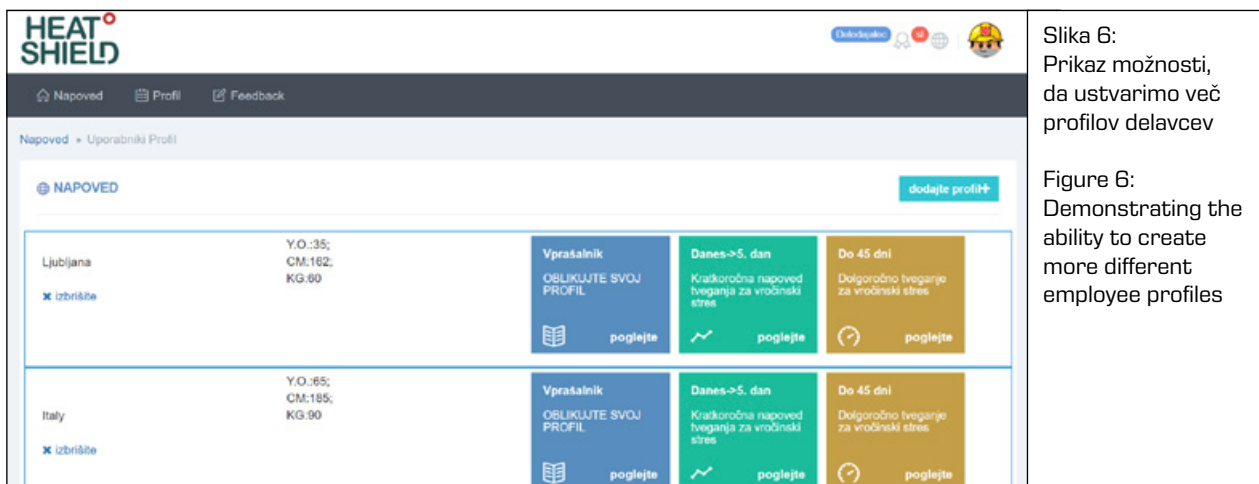 HEAT
SHIELD
Delodajalec sl
Napoved Profil Feedback
Napoved • Uporabniki Profil
NAPOVED
dodajte profil+
Ljubljana
✖ izbrišite
Y.O.:35;
CM:162;
KG:60
Vprašalnik
OBLIKUJTE SVOJ
PROFIL
poglejte
Danes->5. dan
Kratkoročna napoved
tveganja za vročinski
stres
poglejte
Do 45 dni
Dolgoročno tveganje
za vročinski stres
poglejte
Italy
✖ izbrišite
Y.O.:65;
CM:185;
KG:90
Vprašalnik
OBLIKUJTE SVOJ
PROFIL
poglejte
Danes->5. dan
Kratkoročna napoved
tveganja za vročinski
stres
poglejte
Do 45 dni
Dolgoročno tveganje
za vročinski stres
poglejte
Slika 6:
Prikaz možnosti,
da ustvarimo več
profilov delavcev
Figure 6:
Demonstrating the
ability to create
more different
employee profiles